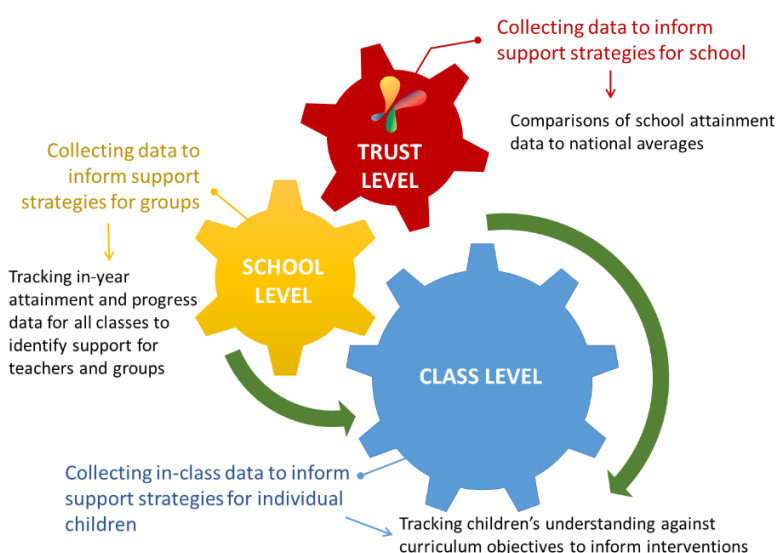 Collecting data to inform
support strategies for school
Comparisons of school attainment
data to national averages
TRUST
LEVEL
Collecting data to
inform support
strategies for groups
Tracking in-year
attainment and progress
data for all classes to
identify support for
teachers and groups
SCHOOL
LEVEL
CLASS LEVEL
Collecting in-class data to inform
support strategies for individual
children
Tracking children’s understanding against
curriculum objectives to inform interventions